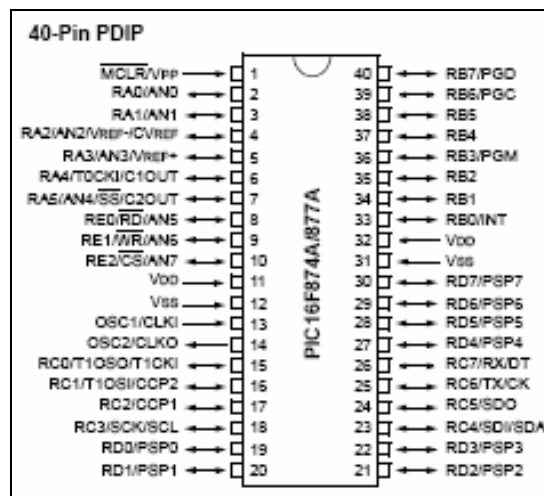 40-Pin PDIP
MCLR/VPP 1 40 RB7/PGD
RA0/AN0 2 39 RB6/PGC
RA1/AN1 3 38 RB5
RA2/AN2/VREF-/CVREF 4 37 RB4
RA3/AN3/VREF+ 5 36 RB3/PGM
RA4/T0CKI/C1OUT 6 35 RB2
RA5/AN4/SS/C2OUT 7 34 RB1
RE0/RD/AN5 8 33 RB0/INT
RE1/WR/AN6 9 32 VDD
RE2/CS/AN7 10 31 VSS
VDD 11 30 RD7/PSP7
VSS 12 29 RD6/PSP6
OSC1/CLKI 13 28 RD5/PSP5
OSC2/CLKO 14 27 RD4/PSP4
RC0/T1OSO/T1CKI 15 26 RC7/RX/DT
RC1/T1OSI/CCP2 16 25 RC6/TX/CK
RC2/CCP1 17 24 RC5/SDO
RC3/SCK/SCL 18 23 RC4/SDI/SDA
RD0/PSP0 19 22 RD3/PSP3
RD1/PSP1 20 21 RD2/PSP2
PIC16F874A/877A